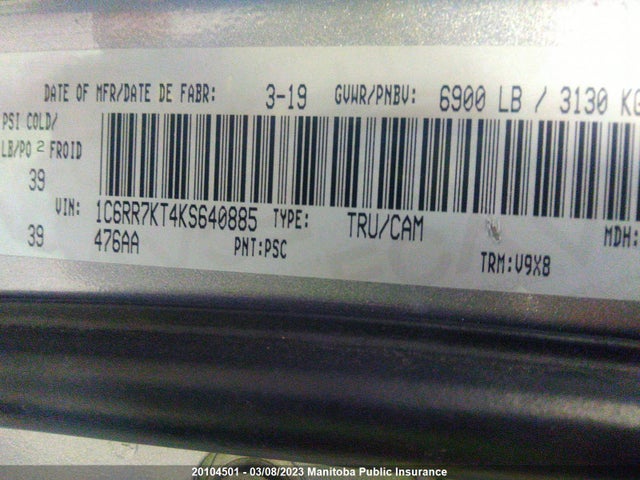 DATE OF MFR/DATE DE FABR: 3-19 GVWR/PNBV: 6900 LB / 3130 KG
PSI COLD/
LB/PO 2 FROID
39
VIN: 1C6RR7KT4KS640885 TYPE: TRU/CAM MDH:
39 476AA PNT:PSC TRM:V9X8
20104501 - 03/08/2023 Manitoba Public Insurance